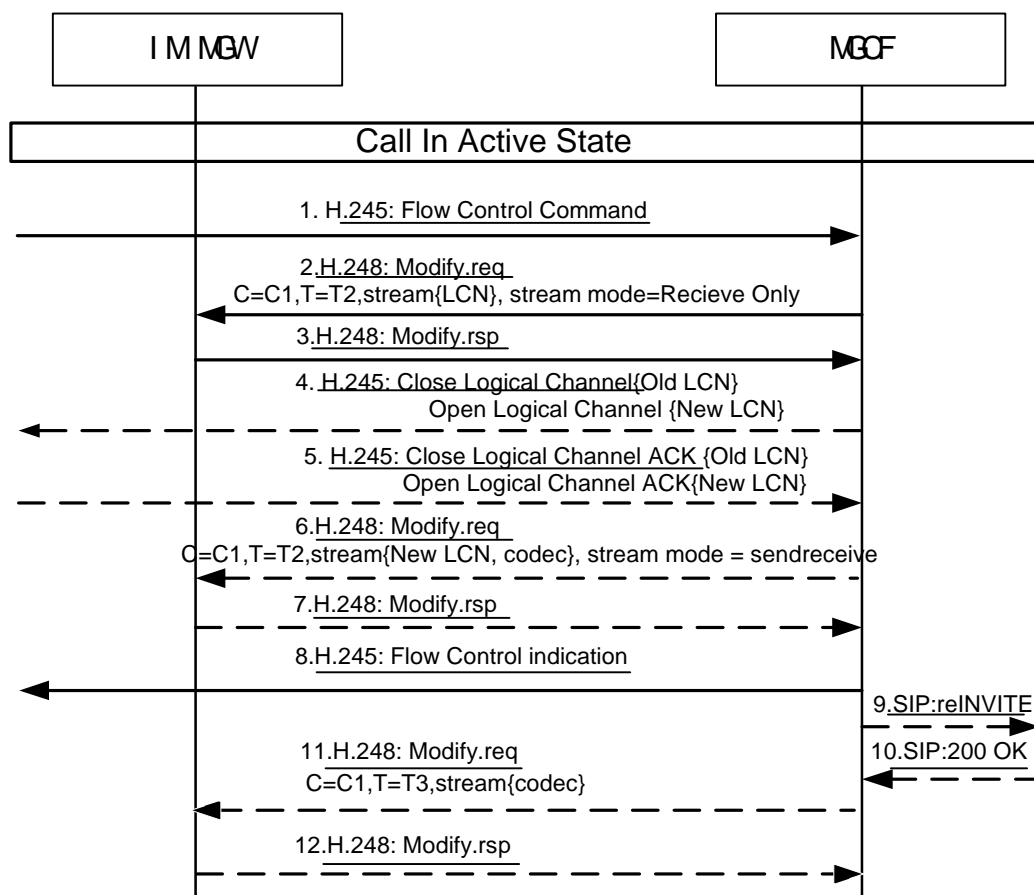 IM MGW
MGCF
Call In Active State
1. H.245: Flow Control Command
2.H.248: Modify.req
C=C1,T=T2,stream{LCN}, stream mode=Recieve Only
3.H.248: Modify.rsp
4. H.245: Close Logical Channel{Old LCN}
Open Logical Channel {New LCN}
5. H.245: Close Logical Channel ACK {Old LCN}
Open Logical Channel ACK{New LCN}
6.H.248: Modify.req
C=C1,T=T2,stream{New LCN, codec}, stream mode = sendreceive
7.H.248: Modify.rsp
8.H.245: Flow Control indication
9.SIP:reINVITE
10.SIP:200 OK
11.H.248: Modify.req
C=C1,T=T3,stream{codec}
12.H.248: Modify.rsp